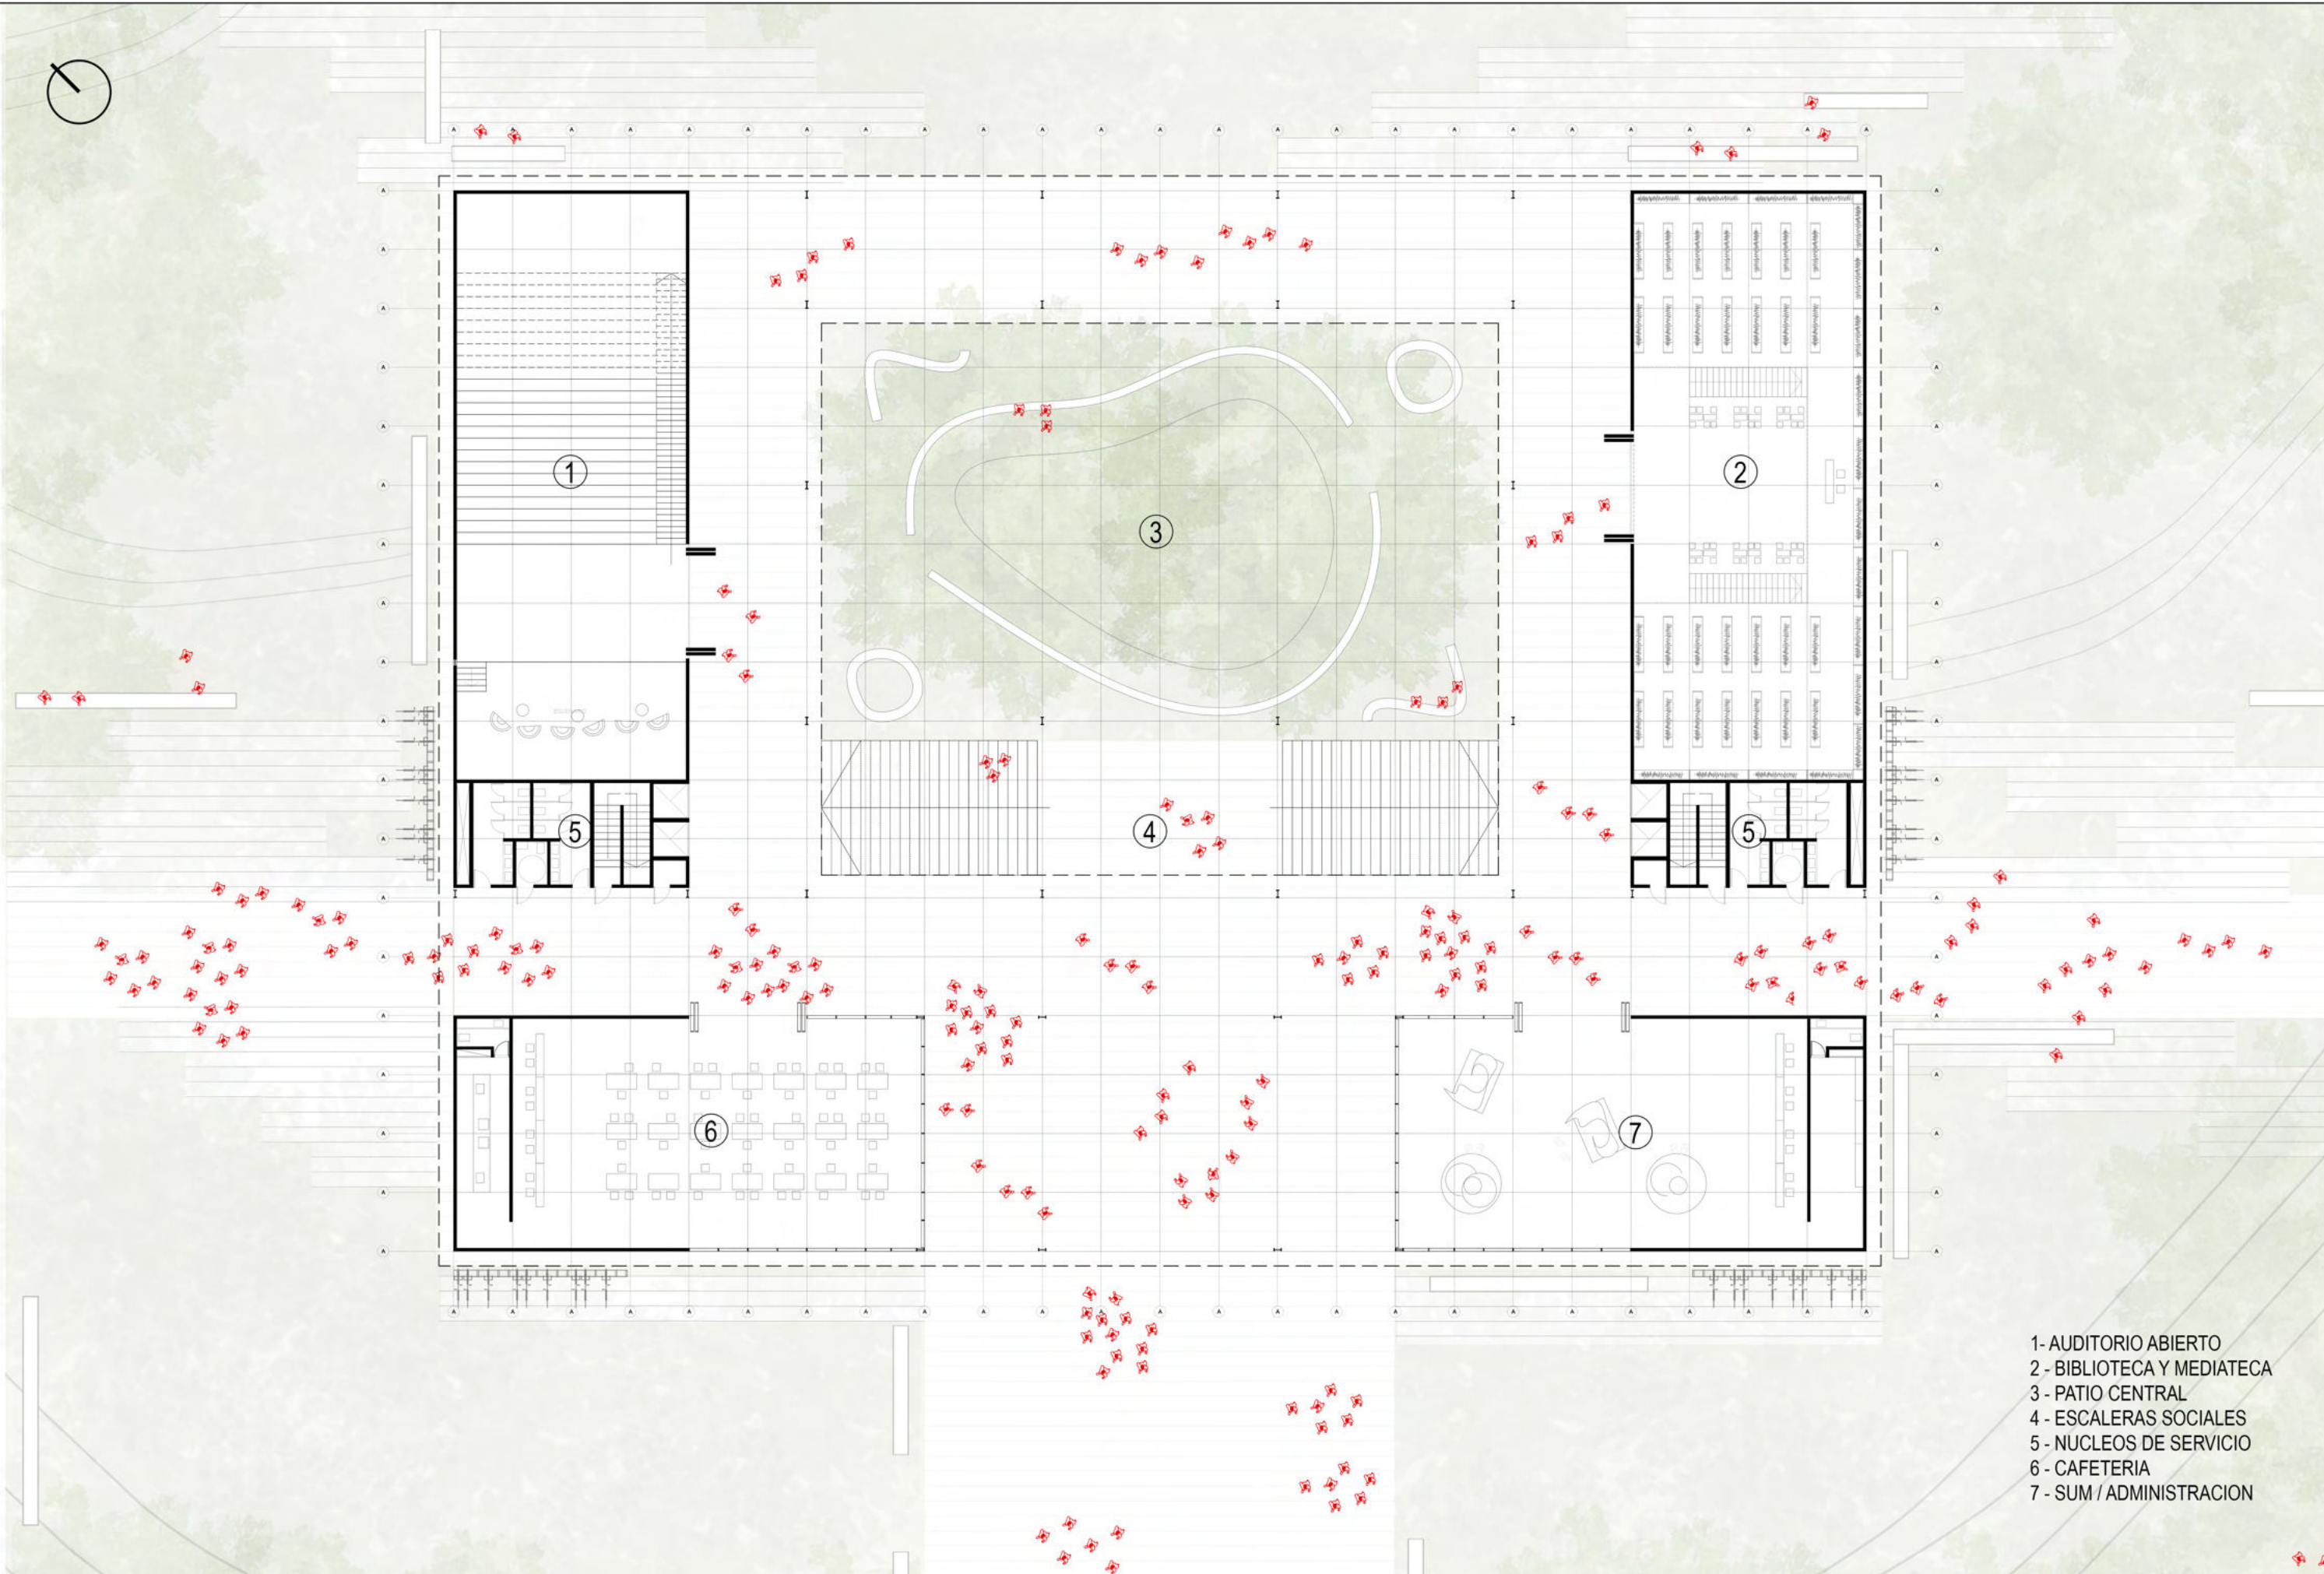 1
2
3
4
5
5
6
7
1- AUDITORIO ABIERTO
2 - BIBLIOTECA Y MEDIATECA
3 - PATIO CENTRAL
4 - ESCALERAS SOCIALES
5 - NUCLEOS DE SERVICIO
6 - CAFETERIA
7 - SUM / ADMINISTRACION